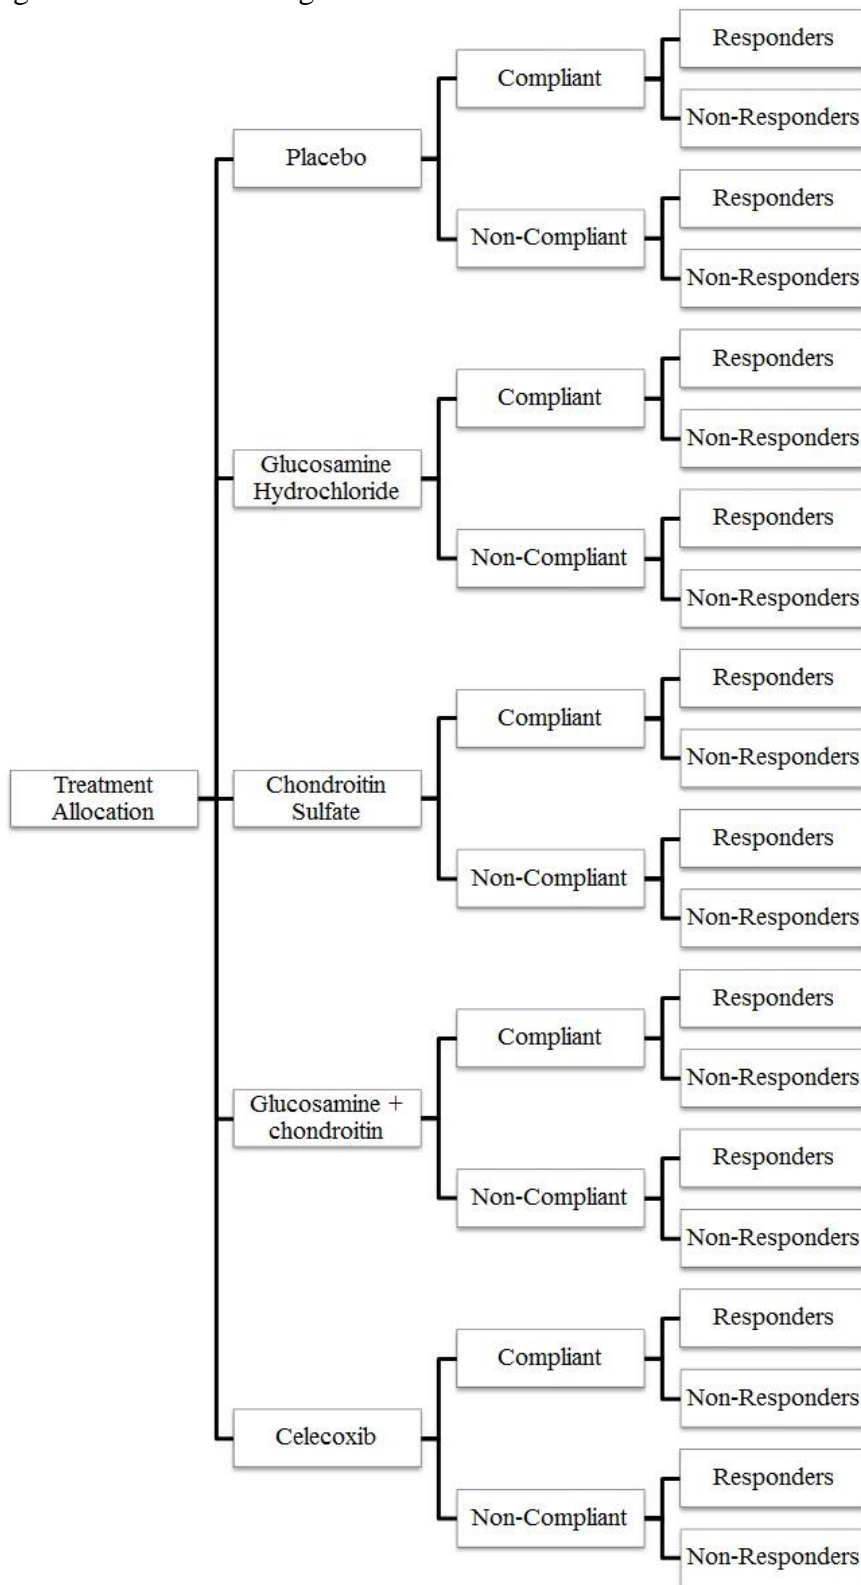 Responders
Compliant
Non-Responders
Placebo
Responders
Non-Compliant
Non-Responders
Responders
Compliant
Non-Responders
Glucosamine
Hydrochloride
Responders
Non-Compliant
Non-Responders
Responders
Compliant
Non-Responders
Treatment
Allocation
Chondroitin
Sulfate
Responders
Non-Compliant
Non-Responders
Responders
Compliant
Non-Responders
Glucosamine +
chondroitin
Responders
Non-Compliant
Non-Responders
Responders
Compliant
Non-Responders
Celecoxib
Responders
Non-Compliant
Non-Responders